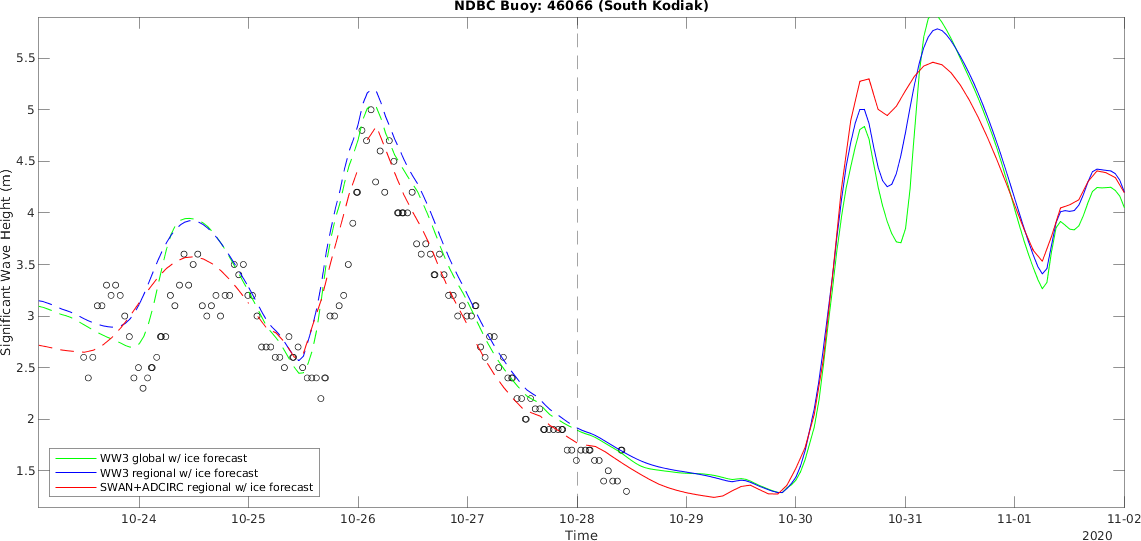 NDBC Buoy: 46066 (South Kodiak)
Significant Wave Height (m)
5.5
5
4.5
4
3.5
3
2.5
2
1.5
WW3 global w/ ice forecast
WW3 regional w/ ice forecast
SWAN+ADCIRC regional w/ ice forecast
10-24 10-25 10-26 10-27 10-28 10-29 10-30 10-31 11-01 11-02
Time
2020